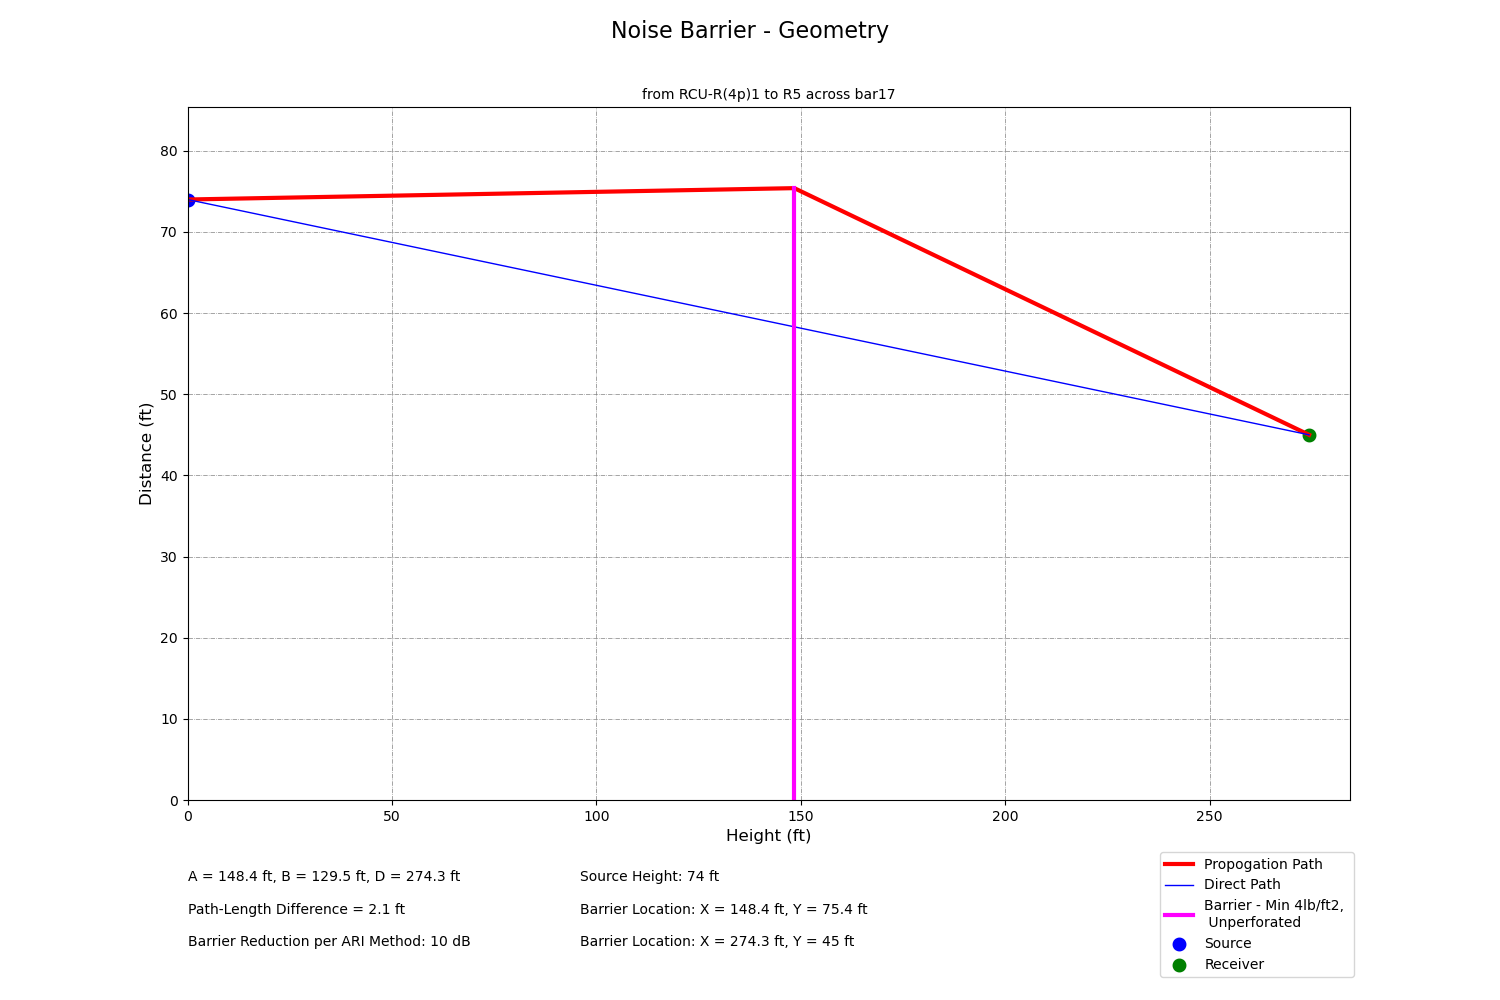 Noise Barrier - Geometry
from RCU-R(4p)1 to R5 across bar17
80
70
60
50
40
30
20
10
0
Distance (ft)
0 50 100 150 200 250
Height (ft)
A = 148.4 ft, B = 129.5 ft, D = 274.3 ft
Path-Length Difference = 2.1 ft
Barrier Reduction per ARI Method: 10 dB
Source Height: 74 ft
Barrier Location: X = 148.4 ft, Y = 75.4 ft
Barrier Location: X = 274.3 ft, Y = 45 ft
Propogation Path
Direct Path
Barrier - Min 4lb/ft2,
Unperforated
Source
Receiver